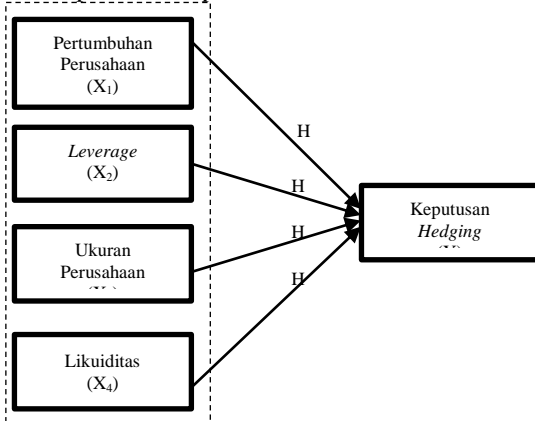 Pertumbuhan
Perusahaan
(X₁)
H
Leverage
(X₂)
H
Keputusan
Hedging
Ukuran
Perusahaan
H
H
Likuiditas
(X₄)